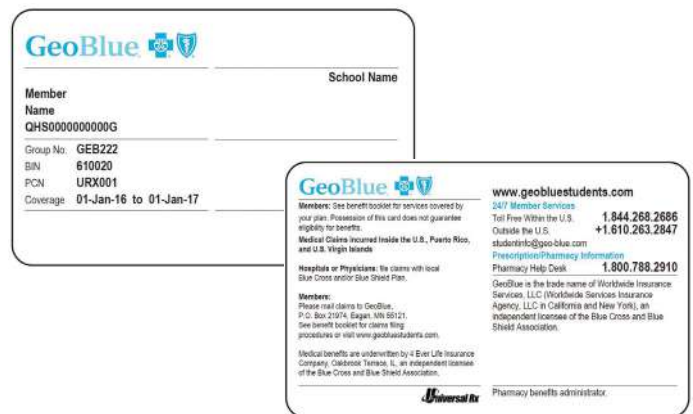 GeoBlue
School Name
Member
Name
QHS0000000000G
Group No. GEB222
BIN 610020
PCN URX001
Coverage 01-Jan-16 to 01-Jan-17
GeoBlue
Members: See benefit booklet for services covered by
your plan. Possession of this card does not guarantee
eligibility for benefits.
Medical Claims incurred Inside the U.S., Puerto Rico,
and U.S. Virgin Islands
Hospitals or Physicians: file claims with local
Blue Cross and/or Blue Shield Plan.
Members:
Please mail claims to GeoBlue,
P.O. Box 21974, Eagan, MN 55121.
See benefit booklet for claims filing
procedures or visit www.geobluestudents.com.
Medical benefits are underwritten by 4 Ever Life Insurance
Company, Oakbrook Terrace, IL, an independent licensee
of the Blue Cross and Blue Shield Association.
Universal Rx
www.geobluestudents.com
24/7 Member Services
Toll Free Within the U.S. 1.844.268.2686
Outside the U.S. +1.610.263.2847
studentinfo@geo-blue.com
Prescription/Pharmacy Information
Pharmacy Help Desk 1.800.788.2910
GeoBlue is the trade name of Worldwide Insurance
Services, LLC (Worldwide Services Insurance
Agency, LLC in California and New York), an
independent licensee of the Blue Cross and Blue
Shield Association.
Pharmacy benefits administrator.